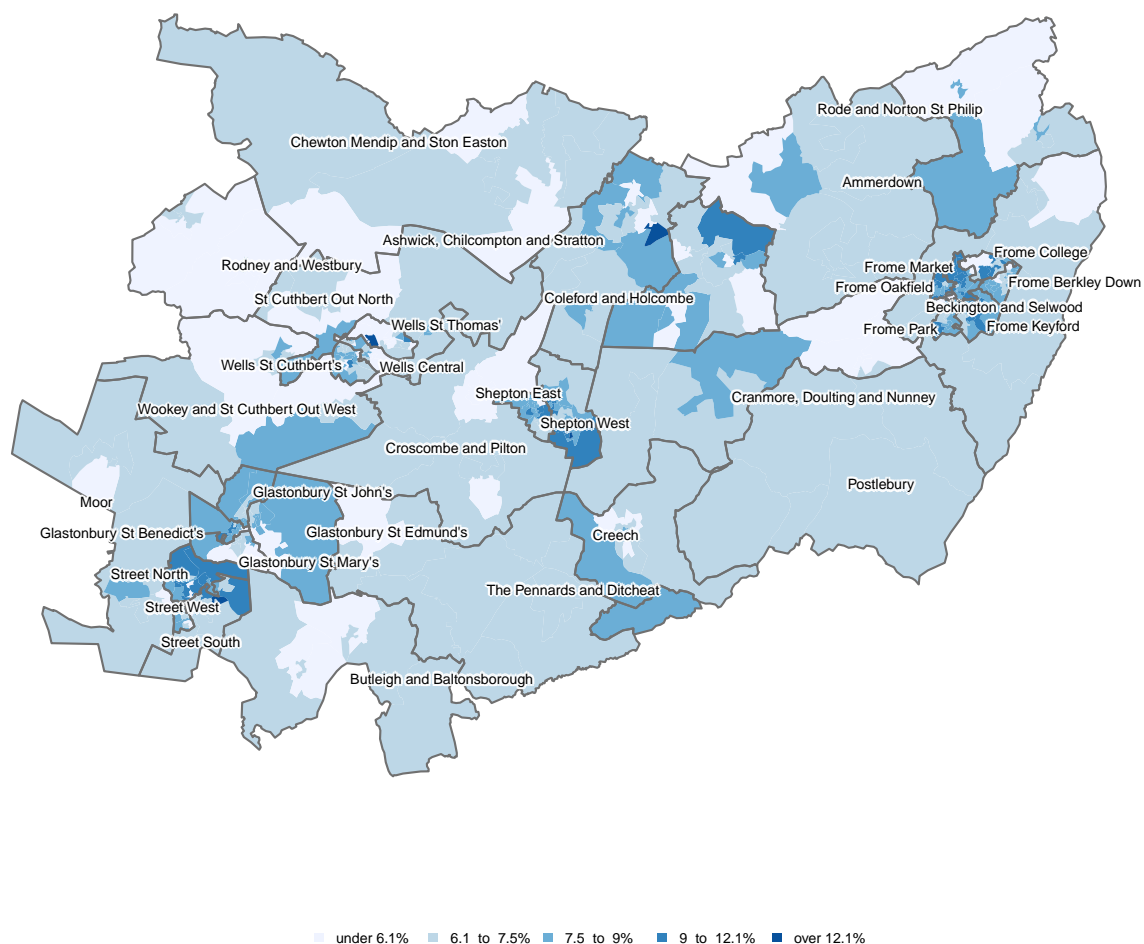 Rode and Norton St Philip
Chewton Mendip and Ston Easton
Ammerdown
Ashwick, Chilcompton and Stratton
Frome College
Rodney and Westbury
Frome Market
Frome Berkley Down
Frome Oakfield
St Cuthbert Out North
Coleford and Holcombe
Beckington and Selwood
Wells St Thomas'
Frome Park
Frome Keyford
Wells St Cuthbert's
Wells Central
Shepton East
Cranmore, Doulting and Nunney
Wookey and St Cuthbert Out West
Shepton West
Croscombe and Pilton
Postlebury
Glastonbury St John's
Moor
Glastonbury St Benedict's
Glastonbury St Edmund's
Creech
Glastonbury St Mary's
Street North
The Pennards and Ditcheat
Street West
Street South
Butleigh and Baltonsborough
under 6.1% 6.1 to 7.5% 7.5 to 9% 9 to 12.1% over 12.1%